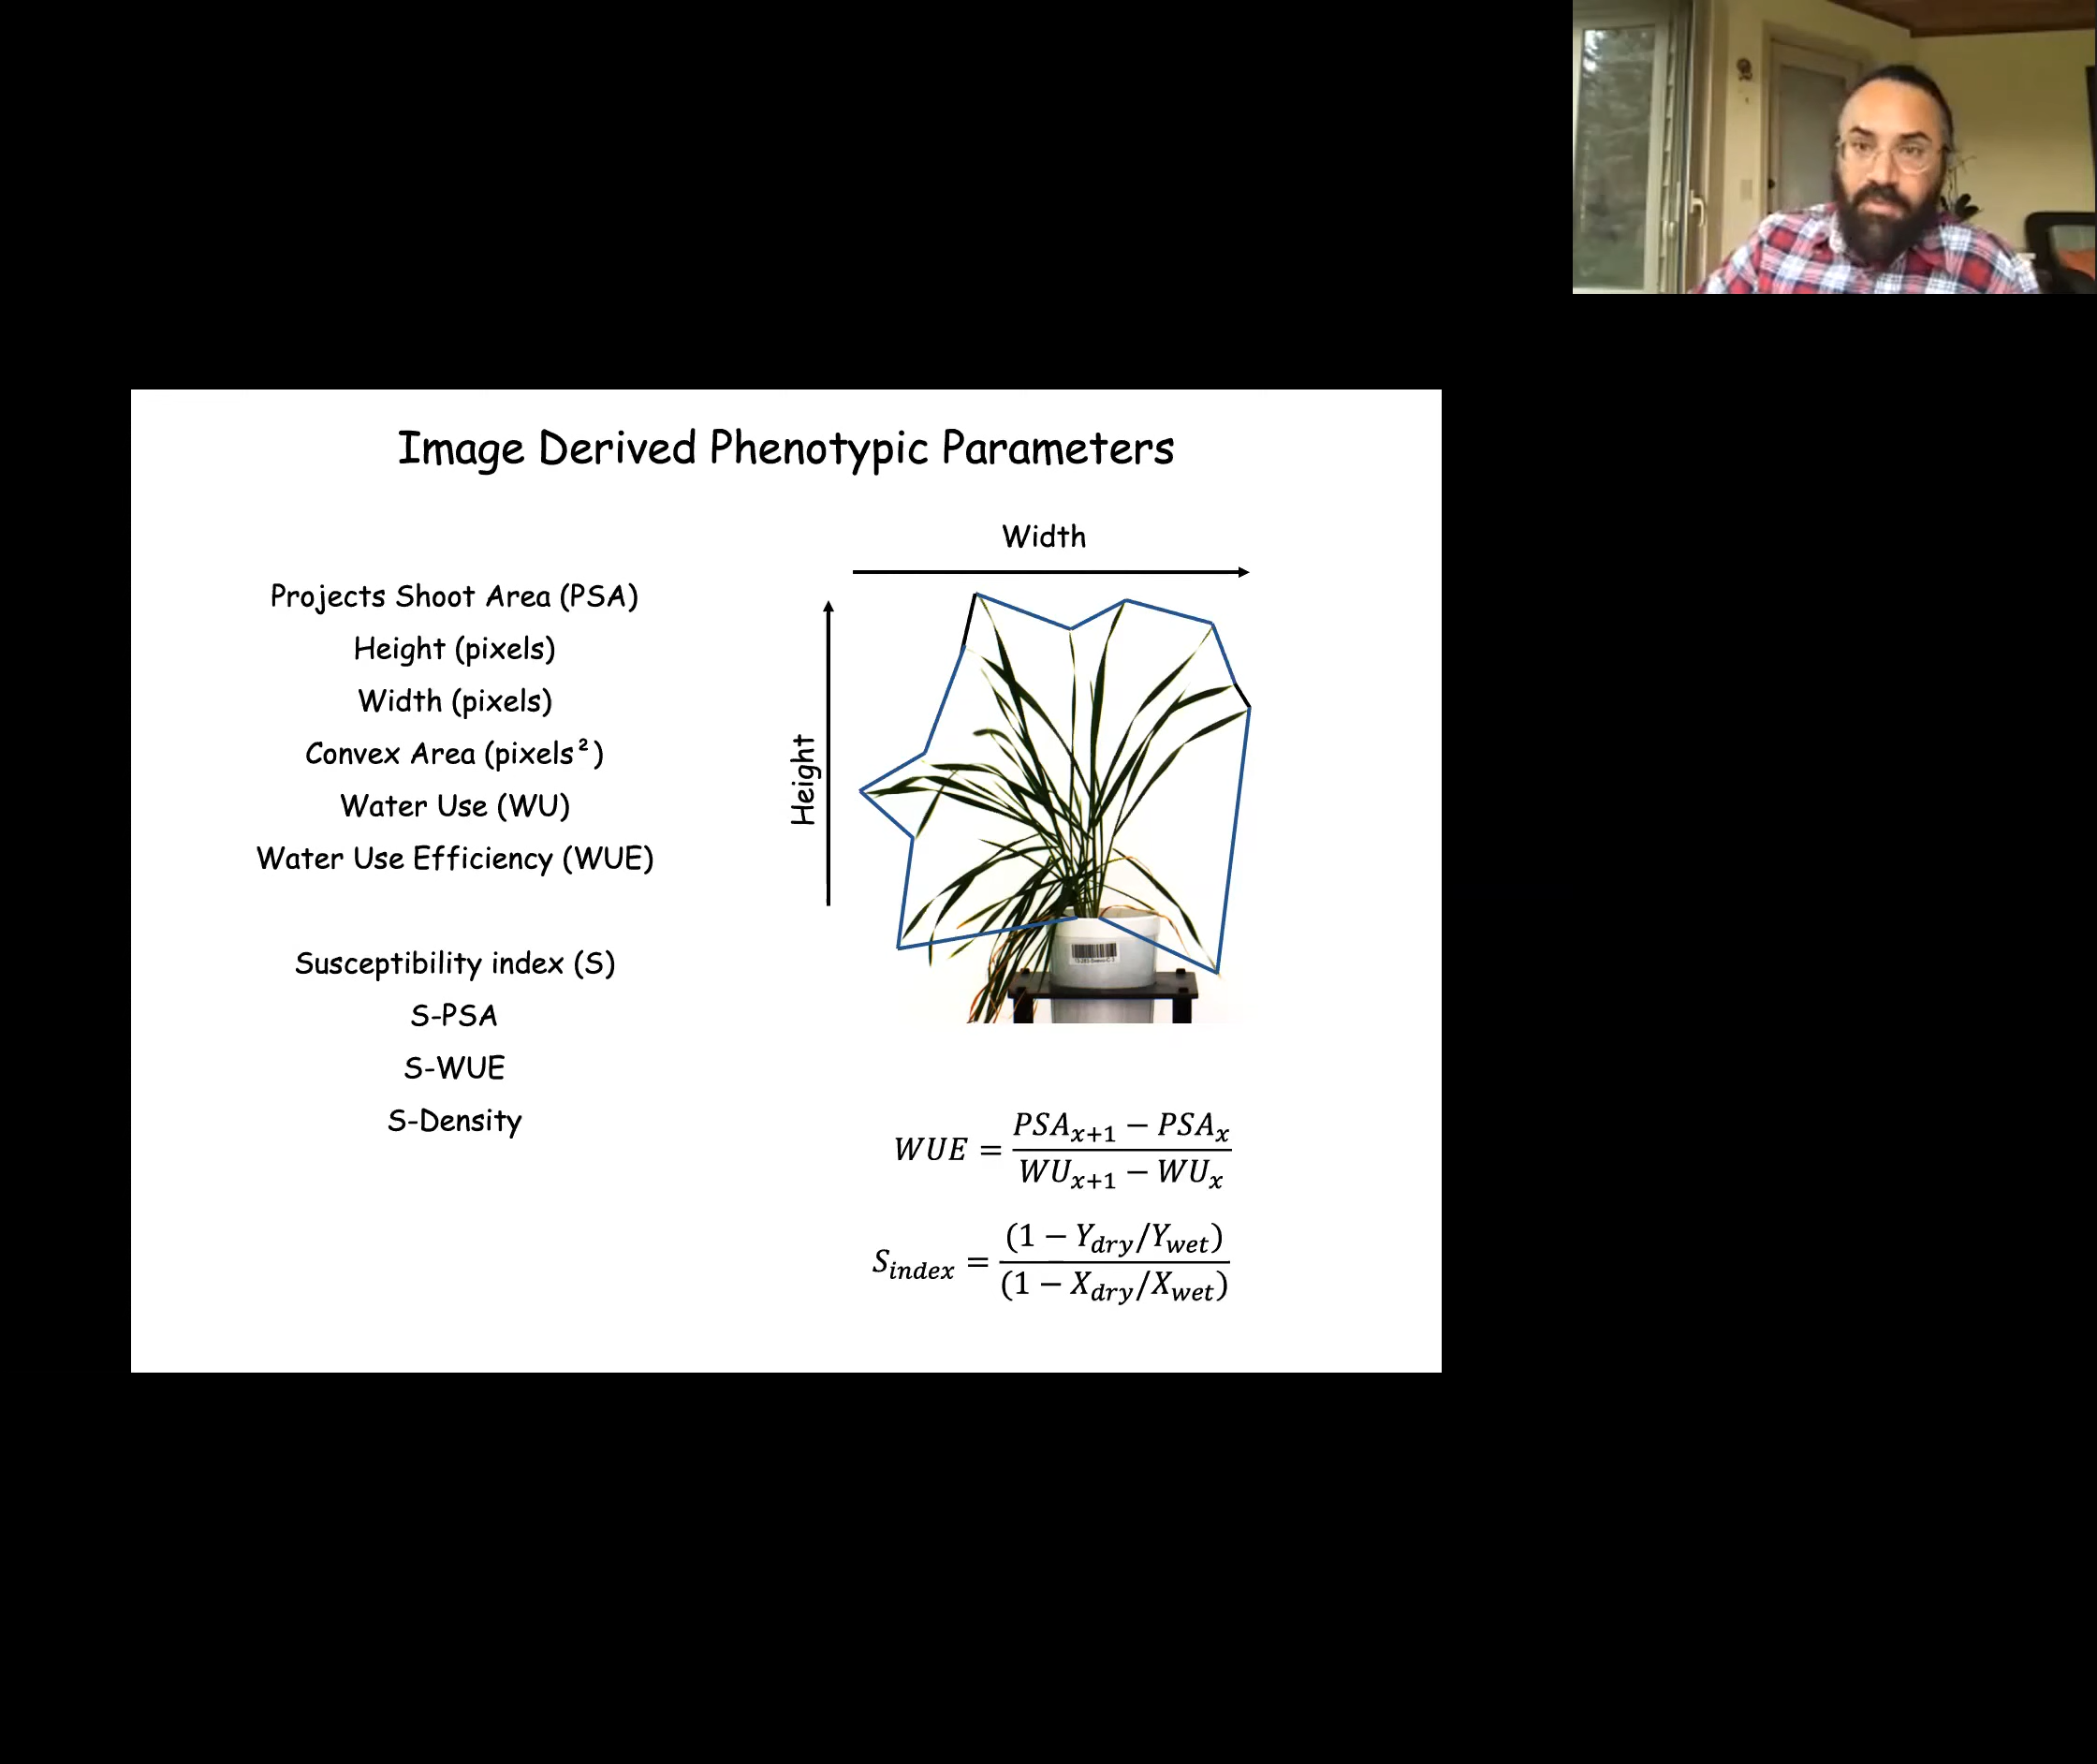 Image Derived Phenotypic Parameters
Projects Shoot Area (PSA)
Height (pixels)
Width (pixels)
Convex Area (pixels²)
Water Use (WU)
Water Use Efficiency (WUE)
Susceptibility index (S)
S-PSA
S-WUE
S-Density
Width
Height
WUE = (PSA_{x+1} − PSA_x) / (WU_{x+1} − WU_x)
S_{index} = (1 − Y_{dry}/Y_{wet}) / (1 − X_{dry}/X_{wet})